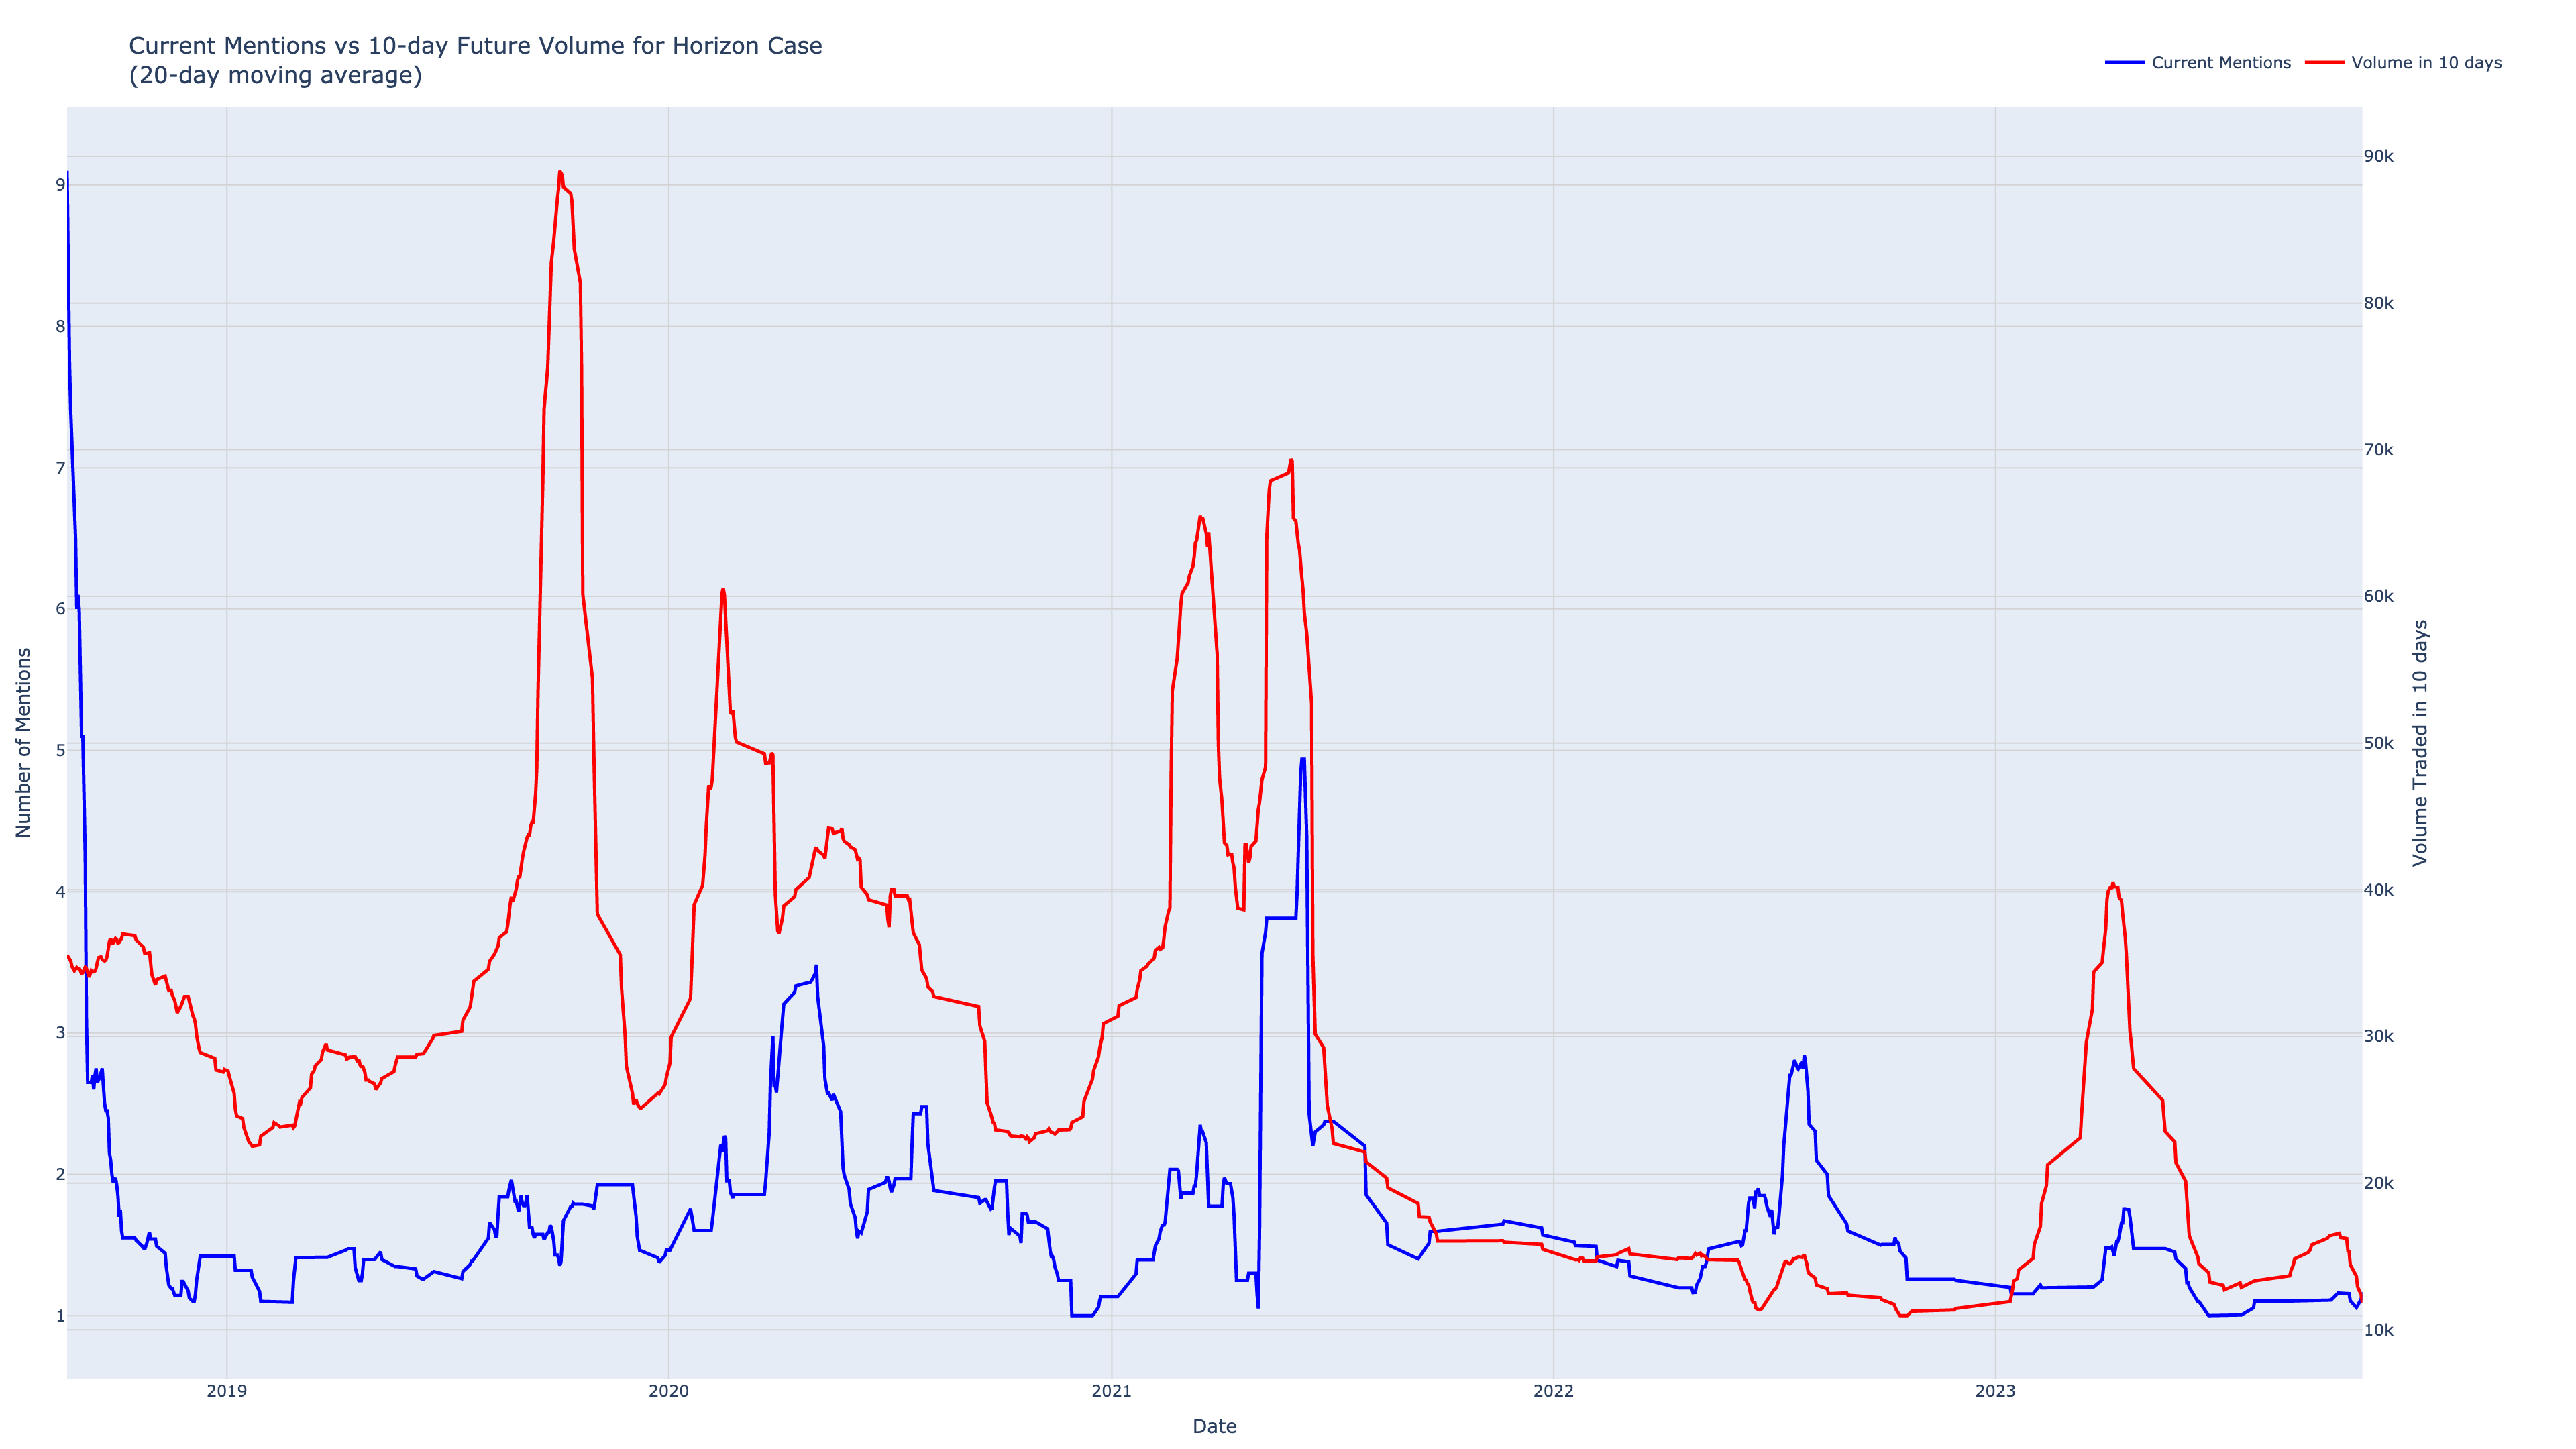 Current Mentions vs 10-day Future Volume for Horizon Case
(20-day moving average)
Current Mentions
Volume in 10 days
Number of Mentions
9
8
7
6
5
4
3
2
1
90k
80k
70k
60k
50k
40k
30k
20k
10k
Volume Traded in 10 days
2019
2020
2021
2022
2023
Date